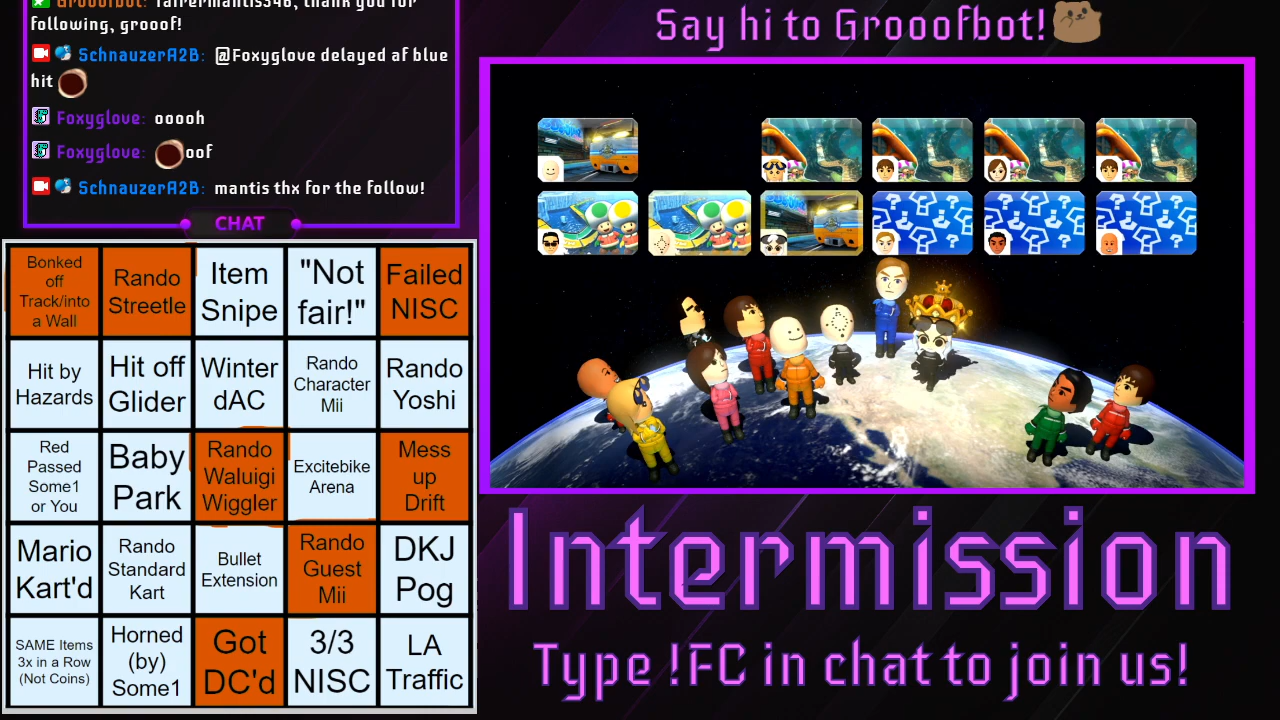 Grooofbot: Tairermantis546, thank you for
following, grooof!
SchnauzerA2B: @Foxyglove delayed af blue
hit
Foxyglove: ooooh
Foxyglove: oof
SchnauzerA2B: mantis thx for the follow!
CHAT
Say hi to Grooofbot!
Bonked
off
Track/into
a Wall
Rando
Streetle
Item
Snipe
"Not
fair!"
Failed
NISC
Hit by
Hazards
Hit off
Glider
Winter
dAC
Rando
Character
Mii
Rando
Yoshi
Red
Passed
Some1
or You
Baby
Park
Rando
Waluigi
Wiggler
Excitebike
Arena
Mess
up
Drift
Mario
Kart'd
Rando
Standard
Kart
Bullet
Extension
Rando
Guest
Mii
DKJ
Pog
SAME Items
3x in a Row
(Not Coins)
Horned
(by)
Some1
Got
DC'd
3/3
NISC
LA
Traffic
Intermission
Type !FC in chat to join us!